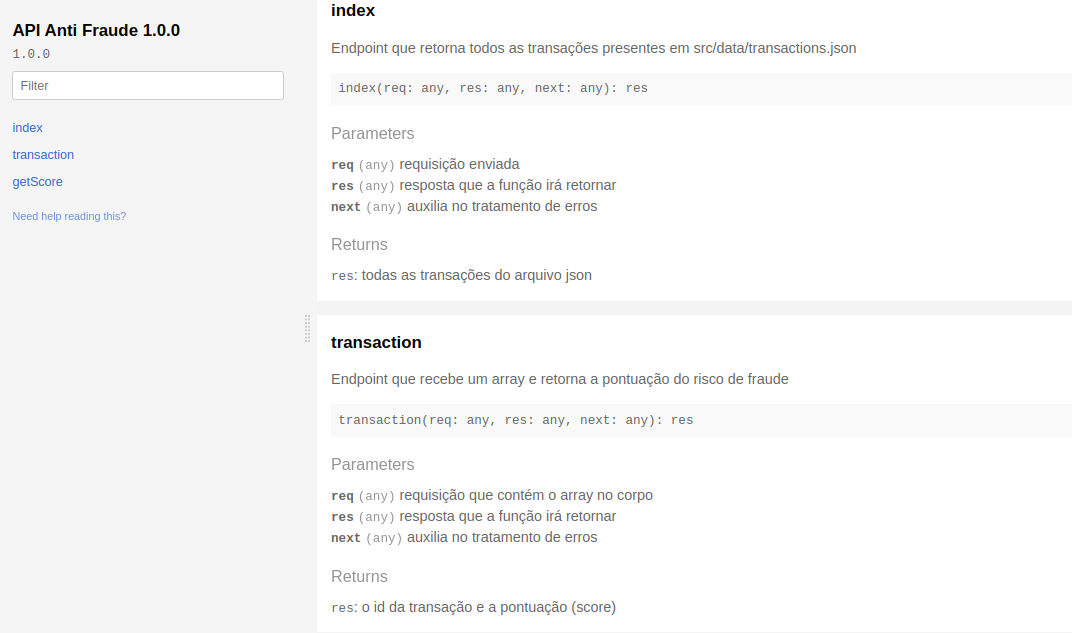 API Anti Fraude 1.0.0
1.0.0
Filter
index
transaction
getScore
Need help reading this?
index
Endpoint que retorna todos as transações presentes em src/data/transactions.json
index(req: any, res: any, next: any): res
Parameters
req (any) requisição enviada
res (any) resposta que a função irá retornar
next (any) auxilia no tratamento de erros
Returns
res: todas as transações do arquivo json
transaction
Endpoint que recebe um array e retorna a pontuação do risco de fraude
transaction(req: any, res: any, next: any): res
Parameters
req (any) requisição que contém o array no corpo
res (any) resposta que a função irá retornar
next (any) auxilia no tratamento de erros
Returns
res: o id da transação e a pontuação (score)